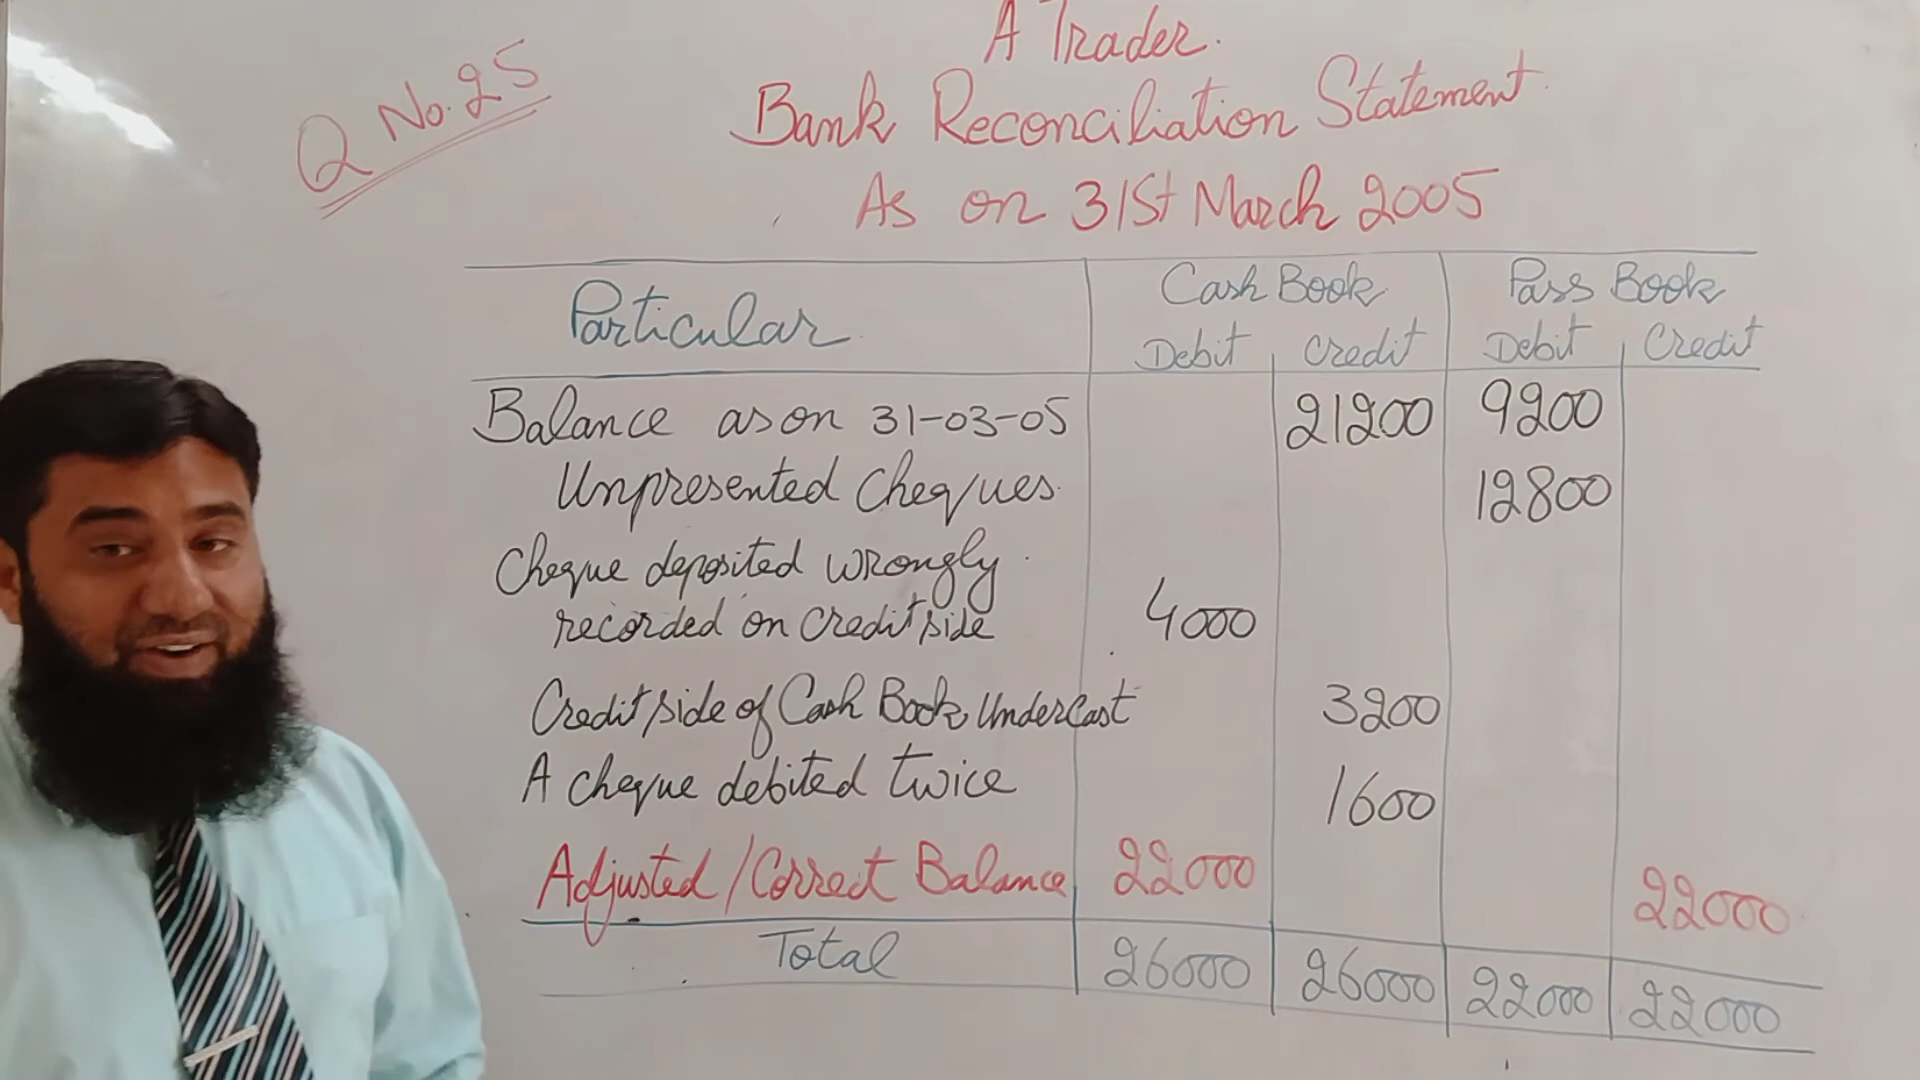 Q No. 25
A Trader.
Bank Reconciliation Statement
As on 31st March 2005
Particular Cash Book Pass Book
Debit Credit Debit Credit
Balance as on 31-03-05 21200 9200
Unpresented Cheques 12800
Cheque deposited wrongly
recorded on credit side 4000
Credit side of Cash Book Undercast 3200
A cheque debited twice 1600
Adjusted/Correct Balance 22000 22000
Total 26000 26000 22000 22000